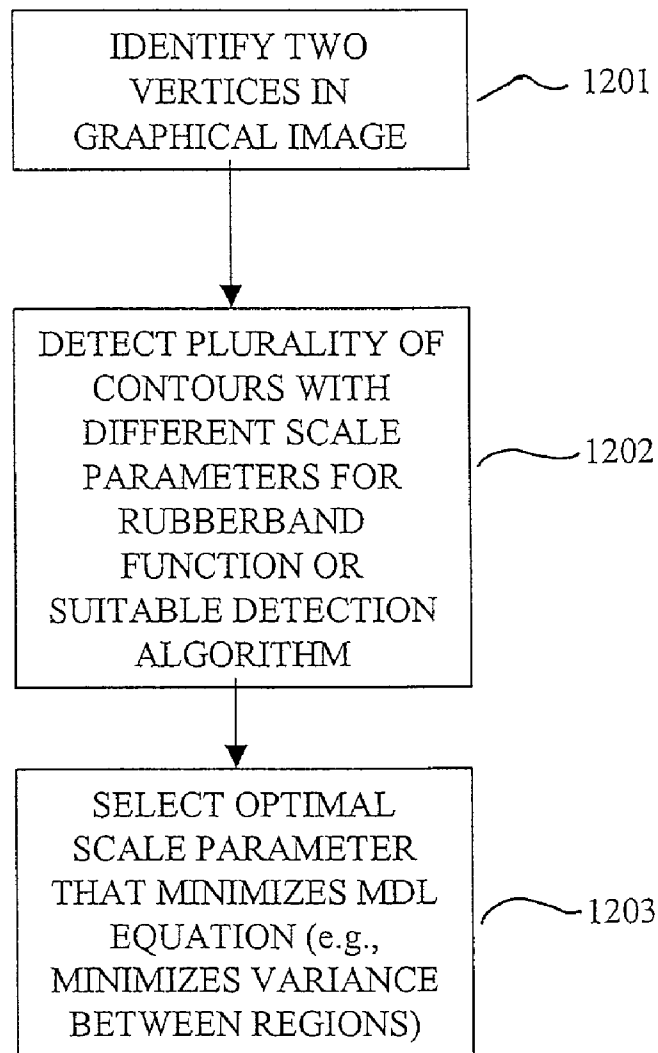 IDENTIFY TWO
VERTICES IN
GRAPHICAL IMAGE
1201
DETECT PLURALITY OF
CONTOURS WITH
DIFFERENT SCALE
PARAMETERS FOR
RUBBERBAND
FUNCTION OR
SUITABLE DETECTION
ALGORITHM
1202
SELECT OPTIMAL
SCALE PARAMETER
THAT MINIMIZES MDL
EQUATION (e.g.,
MINIMIZES VARIANCE
BETWEEN REGIONS)
1203